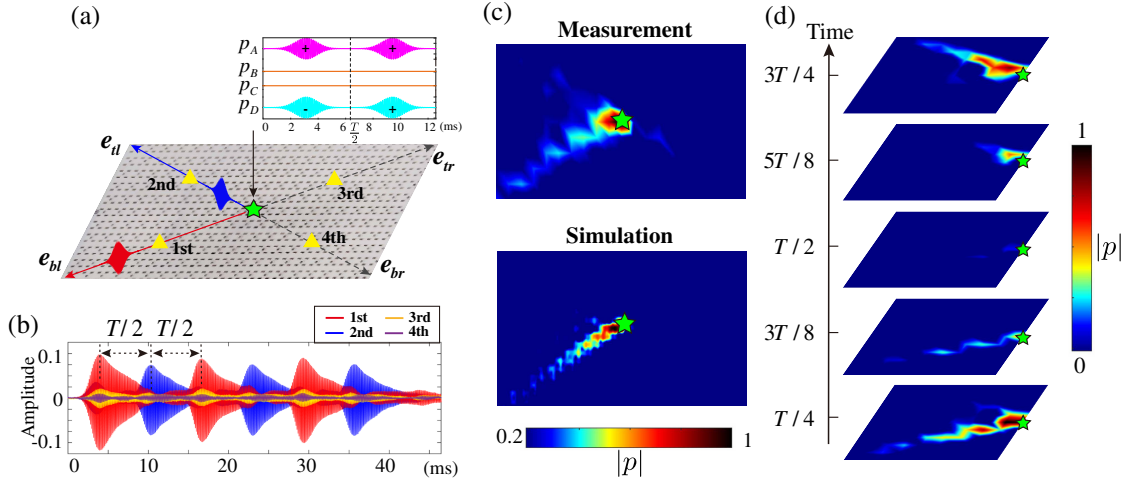 (a)
p_A
p_B
p_C
p_D
+ +
- +
0 2 4 6 T/2 8 10 12 (ms)
e_tl
e_tr
2nd
3rd
1st
4th
e_bl
e_br
(b)
T/2 T/2
1st 3rd
2nd 4th
Amplitude
0.1
0
-0.1
0 10 20 30 40 (ms)
(c)
Measurement
Simulation
0.2 1
|p|
(d)
Time
3T/4
5T/8
T/2
3T/8
T/4
1
|p|
0